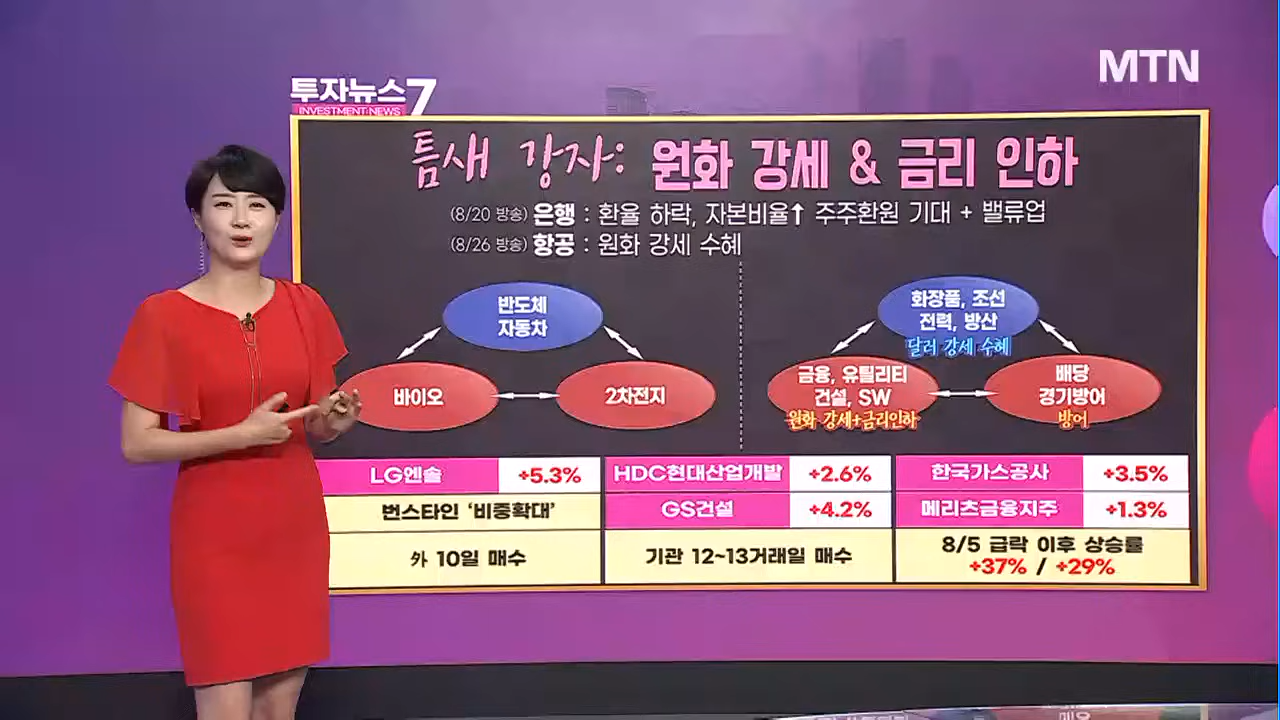 MTN
투자뉴스7
INVESTMENT NEWS
틈새 강자: 원화 강세 & 금리 인하
(8/20 방송) 은행 : 환율 하락, 자본비율↑ 주주환원 기대 + 밸류업
(8/26 방송) 항공 : 원화 강세 수혜
반도체
자동차
바이오
2차전지
화장품, 조선
전력, 방산
달러 강세 수혜
금융, 유틸리티
건설, SW
원화 강세+금리인하
배당
경기방어
방어
LG엔솔 +5.3%
번스타인 ‘비중확대’
外 10일 매수
HDC현대산업개발 +2.6%
GS건설 +4.2%
기관 12~13거래일 매수
한국가스공사 +3.5%
메리츠금융지주 +1.3%
8/5 급락 이후 상승률
+37% / +29%